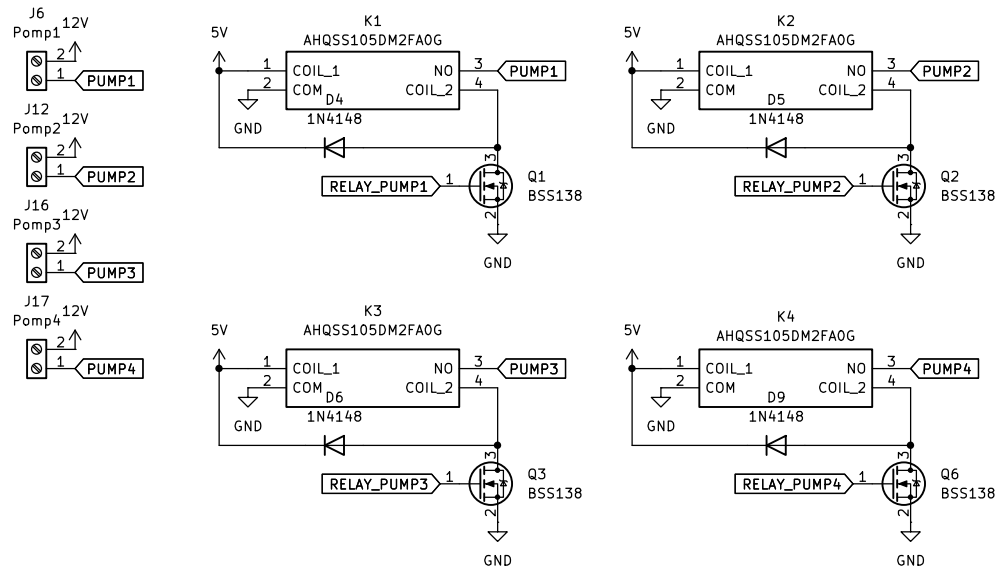 J6
Pomp1 12V
2
1 PUMP1
J12
Pomp2 12V
2
1 PUMP2
J16
Pomp3 12V
2
1 PUMP3
J17
Pomp4 12V
2
1 PUMP4
K1
5V AHQSS105DM2FA0G
1 COIL_1 NO 3 PUMP1
2 COM COIL_2 4
D4
GND 1N4148
3
RELAY_PUMP1 1 Q1
BSS138
2
GND
K2
5V AHQSS105DM2FA0G
1 COIL_1 NO 3 PUMP2
2 COM COIL_2 4
D5
GND 1N4148
3
RELAY_PUMP2 1 Q2
BSS138
2
GND
K3
5V AHQSS105DM2FA0G
1 COIL_1 NO 3 PUMP3
2 COM COIL_2 4
D6
GND 1N4148
3
RELAY_PUMP3 1 Q3
BSS138
2
GND
K4
5V AHQSS105DM2FA0G
1 COIL_1 NO 3 PUMP4
2 COM COIL_2 4
D9
GND 1N4148
3
RELAY_PUMP4 1 Q6
BSS138
2
GND